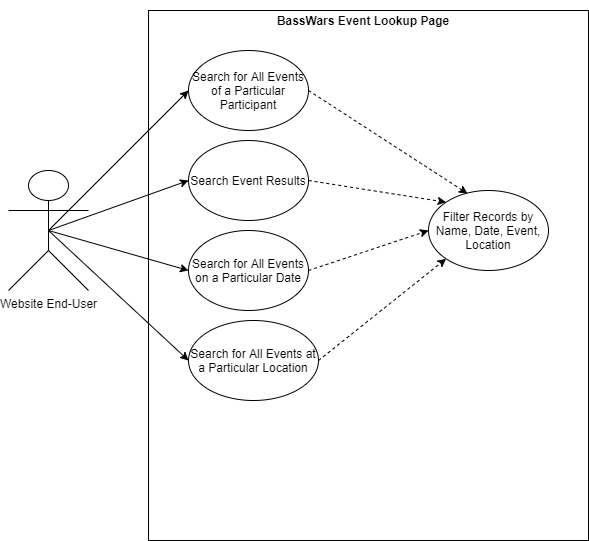 BassWars Event Lookup Page
Search for All Events
of a Particular
Participant
Search Event Results
Filter Records by
Name, Date, Event,
Location
Search for All Events
on a Particular Date
Website End-User
Search for All Events at
a Particular Location